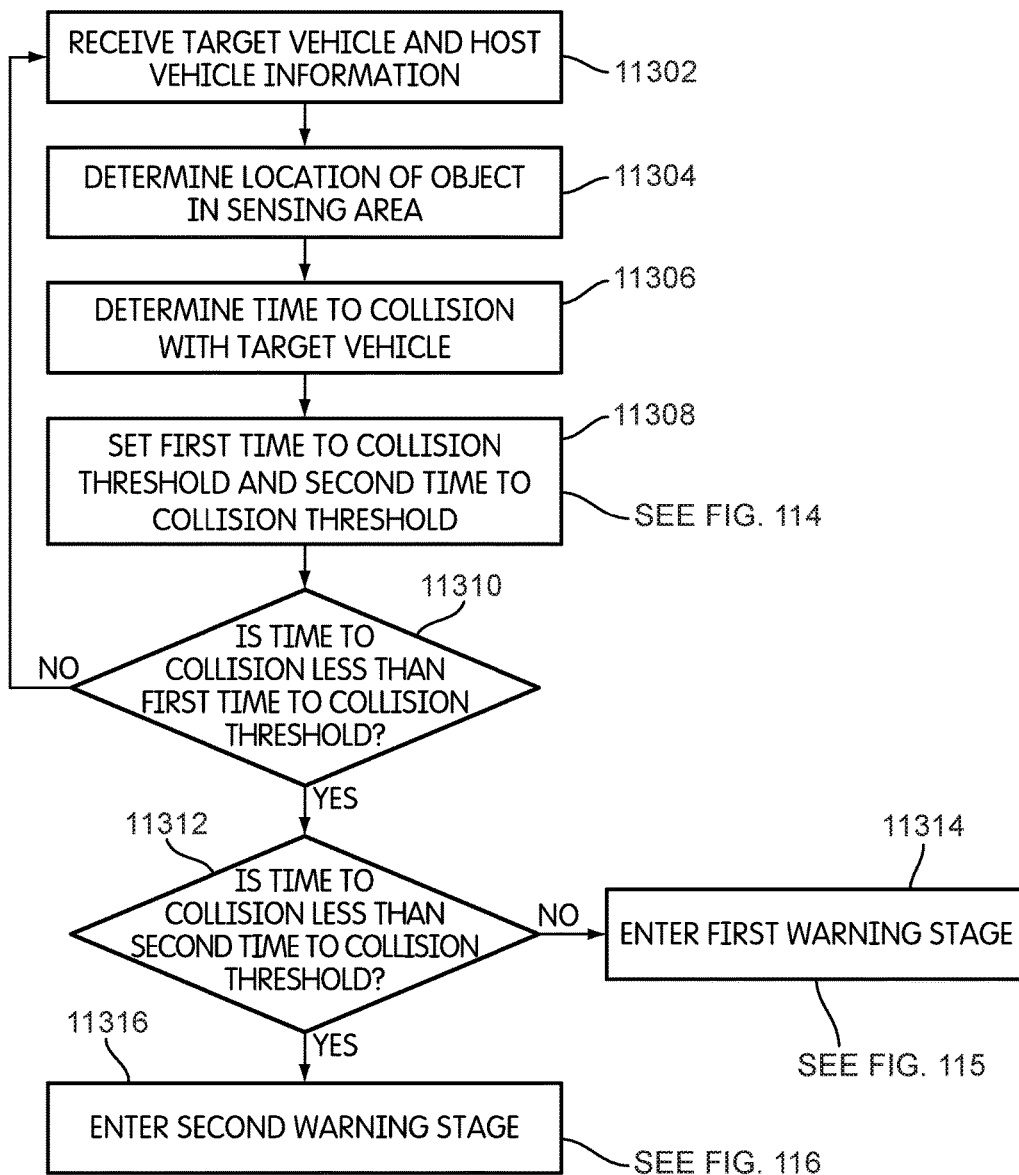 RECEIVE TARGET VEHICLE AND HOST
VEHICLE INFORMATION
11302
DETERMINE LOCATION OF OBJECT
IN SENSING AREA
11304
DETERMINE TIME TO COLLISION
WITH TARGET VEHICLE
11306
SET FIRST TIME TO COLLISION
THRESHOLD AND SECOND TIME TO
COLLISION THRESHOLD
11308
SEE FIG. 114
11310
IS TIME TO
COLLISION LESS THAN
FIRST TIME TO COLLISION
THRESHOLD?
NO
YES
11312
IS TIME TO
COLLISION LESS THAN
SECOND TIME TO COLLISION
THRESHOLD?
NO
11314
ENTER FIRST WARNING STAGE
SEE FIG. 115
YES
11316
ENTER SECOND WARNING STAGE
SEE FIG. 116